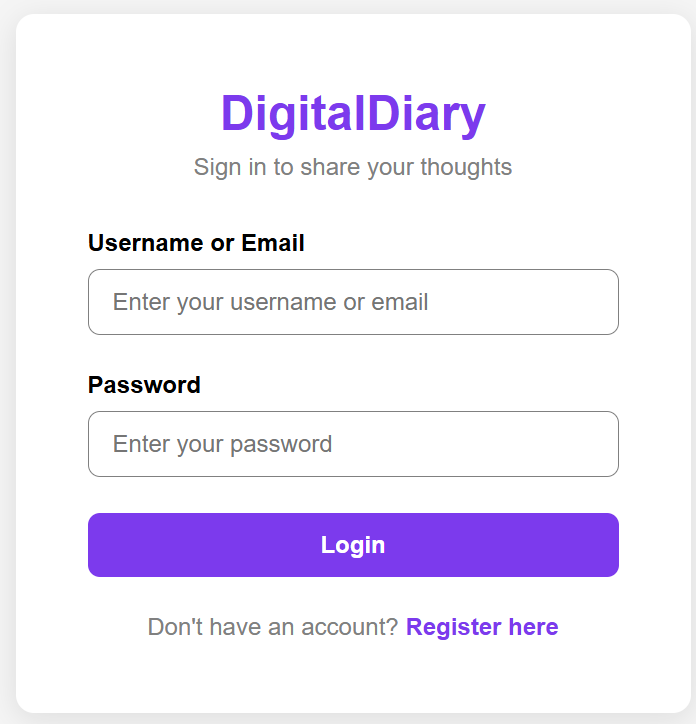 DigitalDiary
Sign in to share your thoughts
Username or Email
Enter your username or email
Password
Enter your password
Login
Don't have an account? Register here